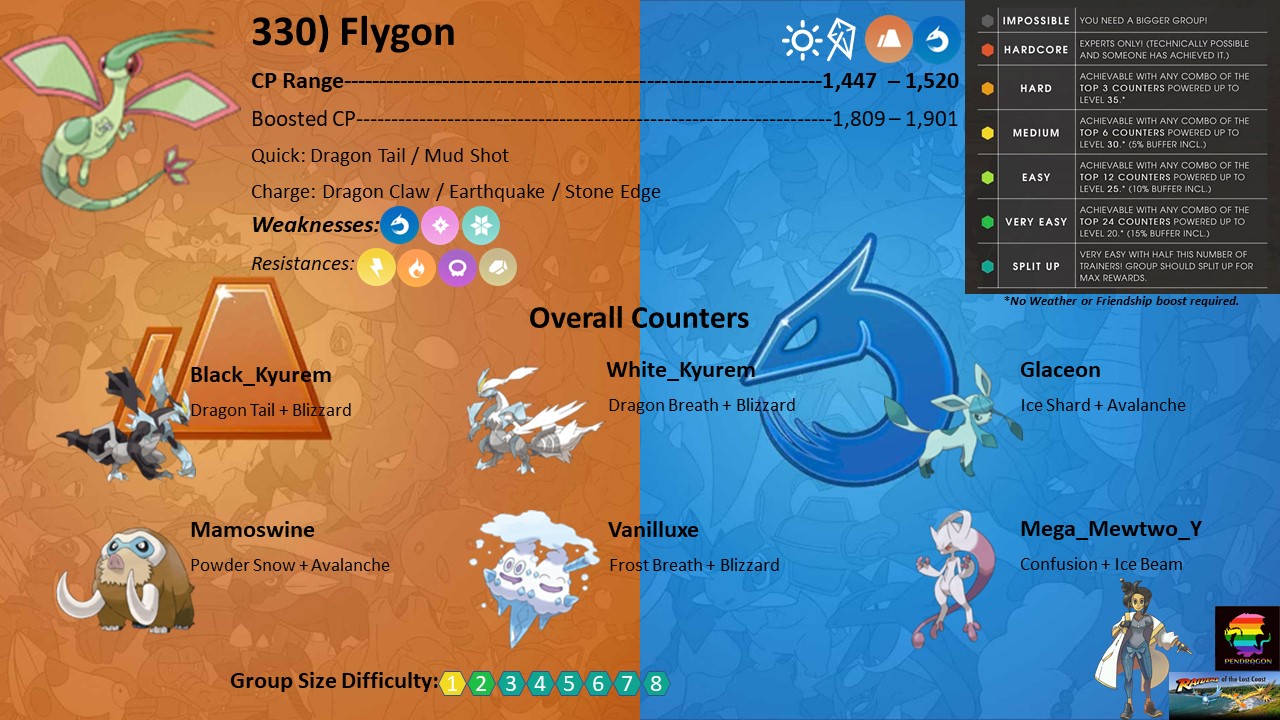 330) Flygon
CP Range---1,447 – 1,520
Boosted CP---1,809 – 1,901
Quick: Dragon Tail / Mud Shot
Charge: Dragon Claw / Earthquake / Stone Edge
Weaknesses:
Resistances:
IMPOSSIBLE YOU NEED A BIGGER GROUP!
HARDCORE EXPERTS ONLY! (TECHNICALLY POSSIBLE
AND SOMEONE HAS ACHIEVED IT.)
HARD ACHIEVABLE WITH ANY COMBO OF THE
TOP 3 COUNTERS POWERED UP TO
LEVEL 35.*
MEDIUM ACHIEVABLE WITH ANY COMBO OF THE
TOP 6 COUNTERS POWERED UP TO
LEVEL 30.* (5% BUFFER INCL.)
EASY ACHIEVABLE WITH ANY COMBO OF THE
TOP 12 COUNTERS POWERED UP TO
LEVEL 25.* (10% BUFFER INCL.)
VERY EASY ACHIEVABLE WITH ANY COMBO OF THE
TOP 24 COUNTERS POWERED UP TO
LEVEL 20.* (15% BUFFER INCL.)
SPLIT UP VERY EASY WITH HALF THIS NUMBER OF
TRAINERS! GROUP SHOULD SPLIT UP FOR
MAX REWARDS.
*No Weather or Friendship boost required.
Overall Counters
Black_Kyurem
Dragon Tail + Blizzard
White_Kyurem
Dragon Breath + Blizzard
Glaceon
Ice Shard + Avalanche
Mamoswine
Powder Snow + Avalanche
Vanilluxe
Frost Breath + Blizzard
Mega_Mewtwo_Y
Confusion + Ice Beam
Group Size Difficulty: 1 2 3 4 5 6 7 8
PENDRAGON
RAIDERS of the Lost Coast